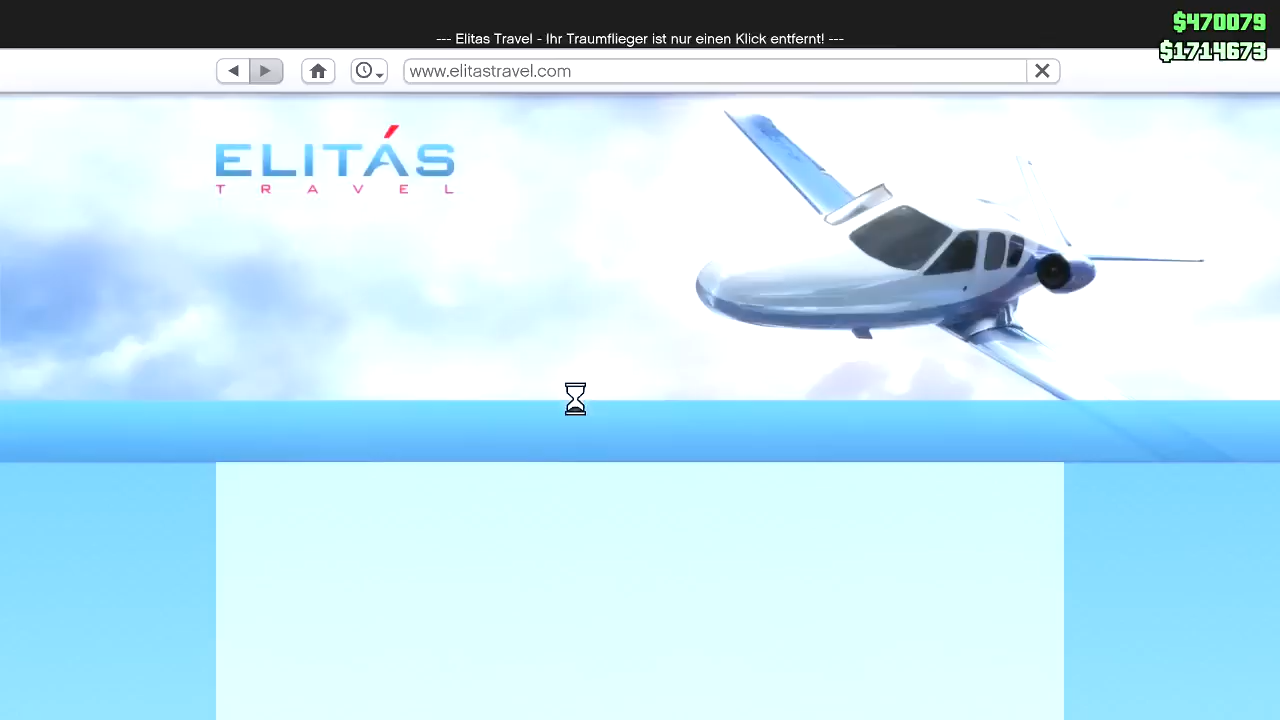 $470079
--- Elitas Travel - Ihr Traumflieger ist nur einen Klick entfernt! ---
$1714673
www.elitastravel.com
ELITÁS
TRAVEL